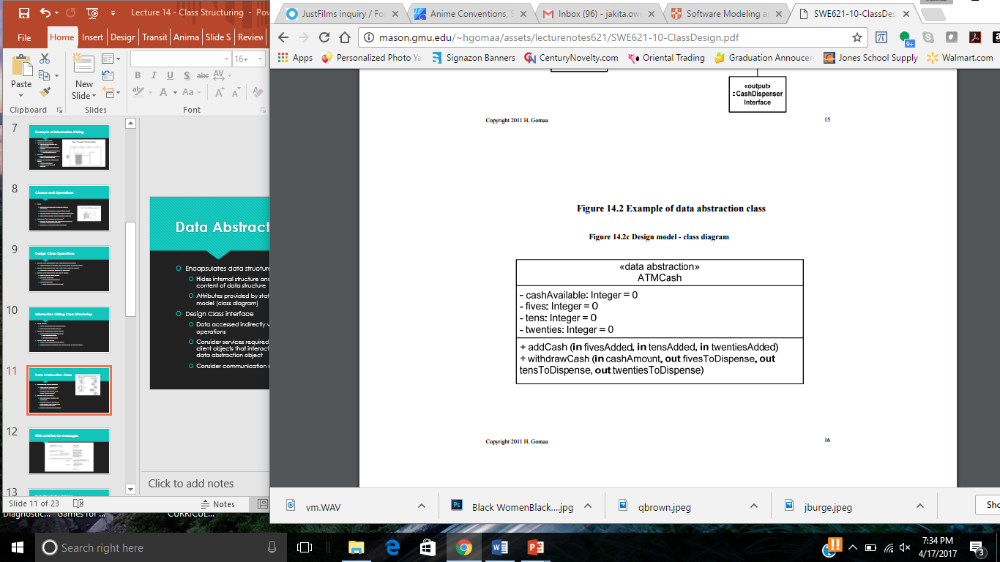 Lecture 14 - Class Structuring - Pow
File
Home
Insert
Design
Transit
Anima
Slide S
Review
Paste
New
Slide
16+
B I U S abc AV
A Aa A A A
Clipboard
Slides
Font
7
Example of Information Hiding
8
Classes and Operations
9
Design Class Operations
10
Information Hiding Class Structuring
11
Data Abstraction Class
12
UML notation for messages
13
Data Abstract
Encapsulates data structure
Hides internal structure and
content of data structure
Attributes provided by stat
model (class diagram)
Design Class interface
Data accessed indirectly v
operations
Consider services required
client objects that interact
data abstraction object
Consider communication
Click to add notes
Slide 11 of 23
Notes
JustFilms inquiry / Fo
Anime Conventions, S
Inbox (96) - jakita.ow
Software Modeling a
SWE621-10-ClassDes
mason.gmu.edu/~hgomaa/assets/lecturenotes621/SWE621-10-ClassDesign.pdf
9+
Apps
Personalized Photo Ya
Signazon Banners
CenturyNovelty.com
Oriental Trading
Graduation Annoucen
Jones School Supply
Walmart.com
«output»
:CashDispenser
Interface
Copyright 2011 H. Gomaa
15
Figure 14.2 Example of data abstraction class
Figure 14.2c Design model - class diagram
«data abstraction»
ATMCash
- cashAvailable: Integer = 0
- fives: Integer = 0
- tens: Integer = 0
- twenties: Integer = 0
+ addCash (in fivesAdded, in tensAdded, in twentiesAdded)
+ withdrawCash (in cashAmount, out fivesToDispense, out
tensToDispense, out twentiesToDispense)
Copyright 2011 H. Gomaa
16
vm.WAV
Black WomenBlack....jpg
qbrown.jpeg
jburge.jpeg
Sho
Diagnostic...
Games for ...
CURRICUL...
Search right here
7:34 PM
4/17/2017
3